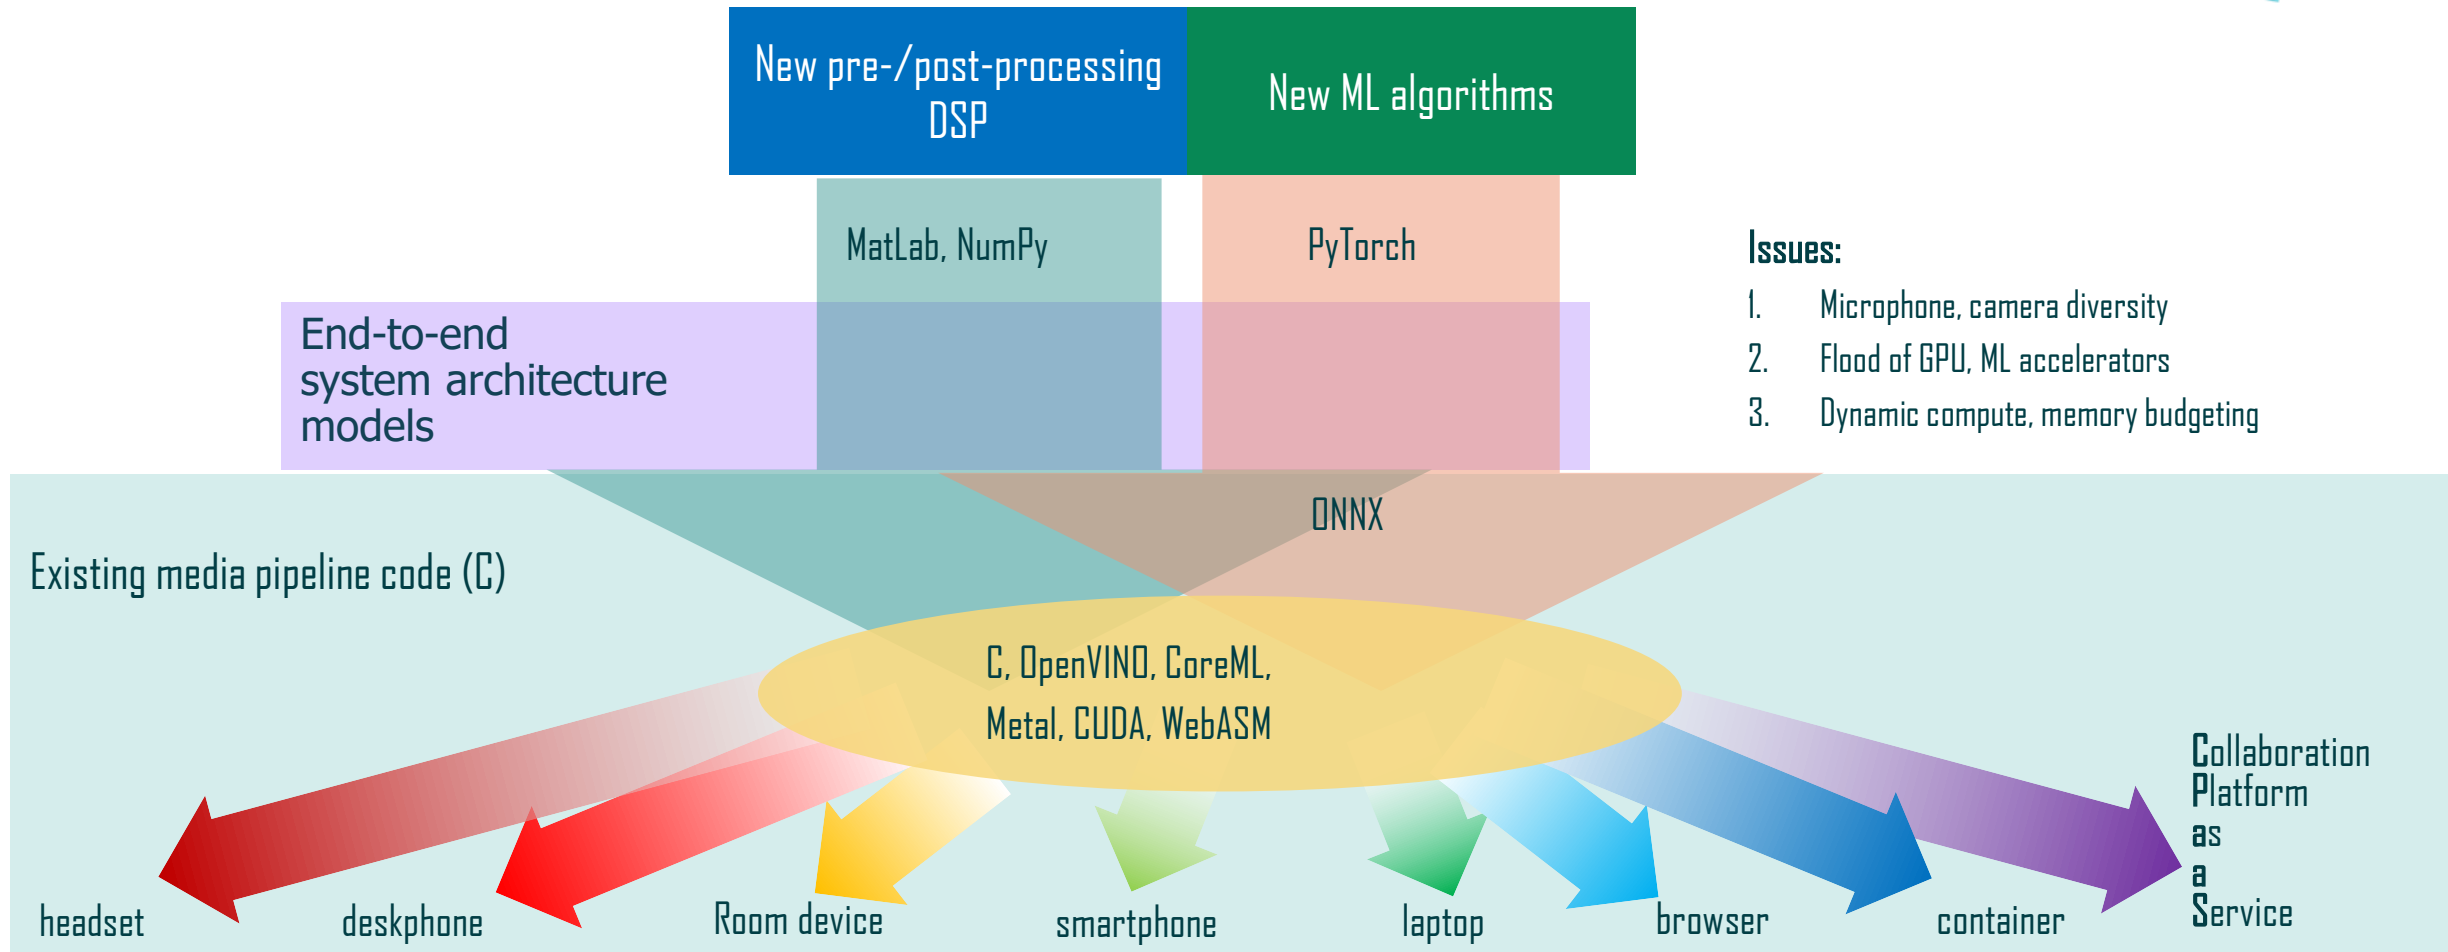 New pre-/post-processing
DSP
New ML algorithms
MatLab, NumPy
PyTorch
Issues:
1. Microphone, camera diversity
2. Flood of GPU, ML accelerators
3. Dynamic compute, memory budgeting
End-to-end
system architecture
models
ONNX
Existing media pipeline code (C)
C, OpenVINO, CoreML,
Metal, CUDA, WebASM
Collaboration
Platform
as
a
Service
headset
deskphone
Room device
smartphone
laptop
browser
container